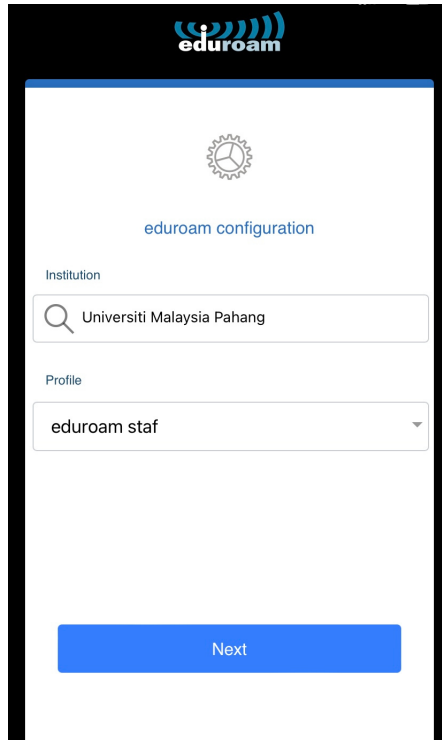 eduroam
eduroam configuration
Institution
Universiti Malaysia Pahang
Profile
eduroam staf
Next